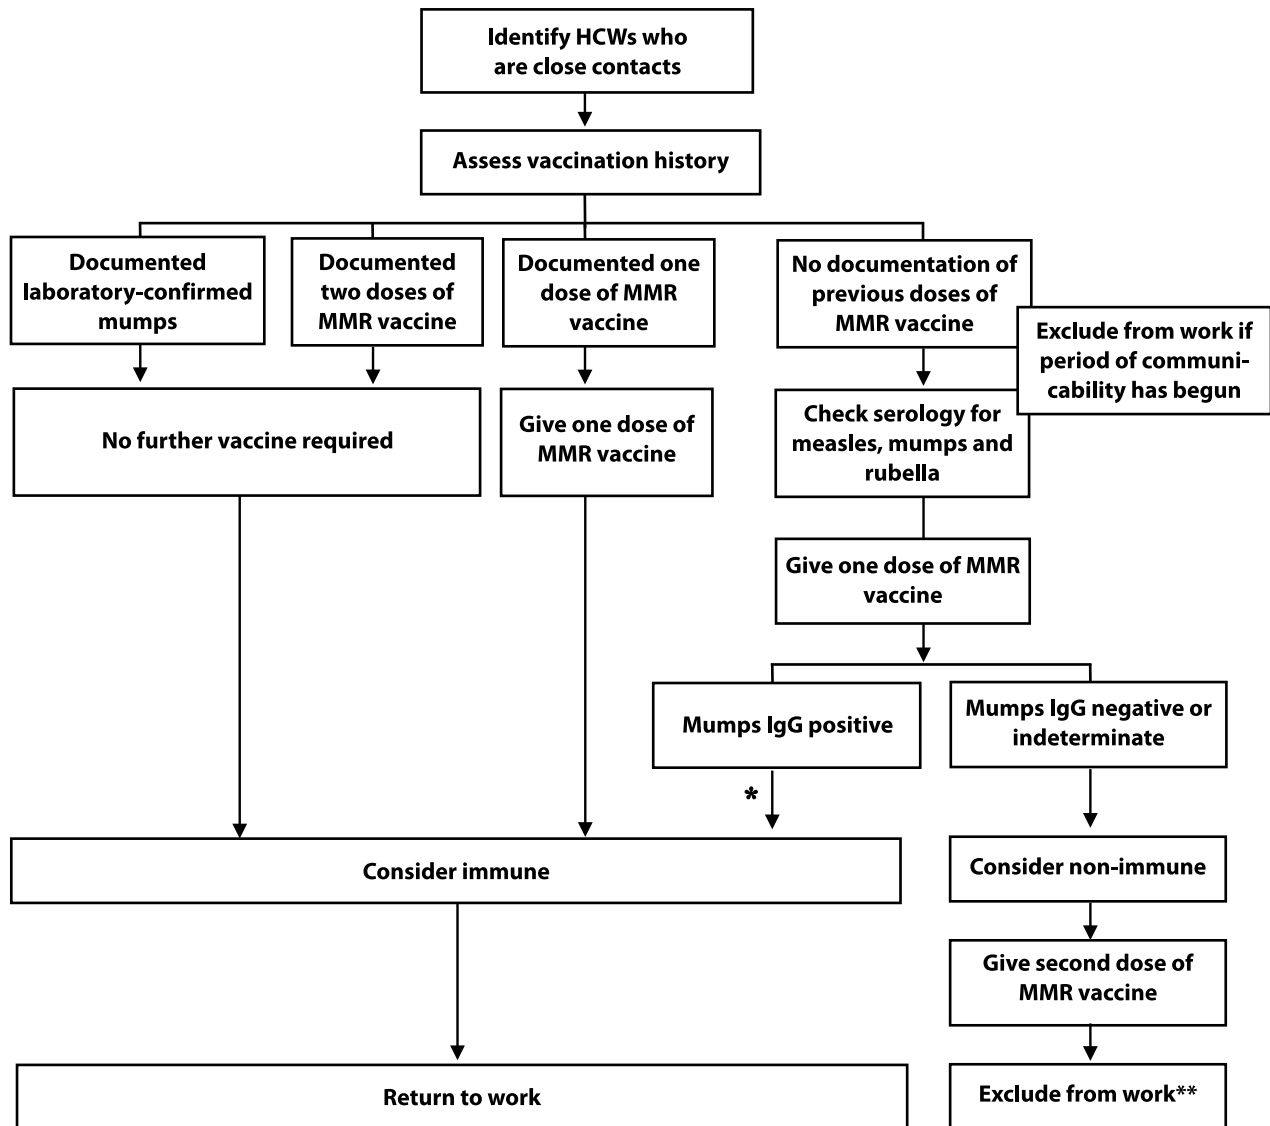 Identify HCWs who
are close contacts
Assess vaccination history
Documented
laboratory-confirmed
mumps
Documented
two doses of
MMR vaccine
Documented one
dose of MMR
vaccine
No documentation of
previous doses of
MMR vaccine
Exclude from work if
period of communi-
cability has begun
No further vaccine required
Give one dose of
MMR vaccine
Check serology for
measles, mumps and
rubella
Give one dose of MMR
vaccine
Mumps IgG positive
Mumps IgG negative or
indeterminate
*
Consider immune
Consider non-immune
Give second dose of
MMR vaccine
Return to work
Exclude from work**